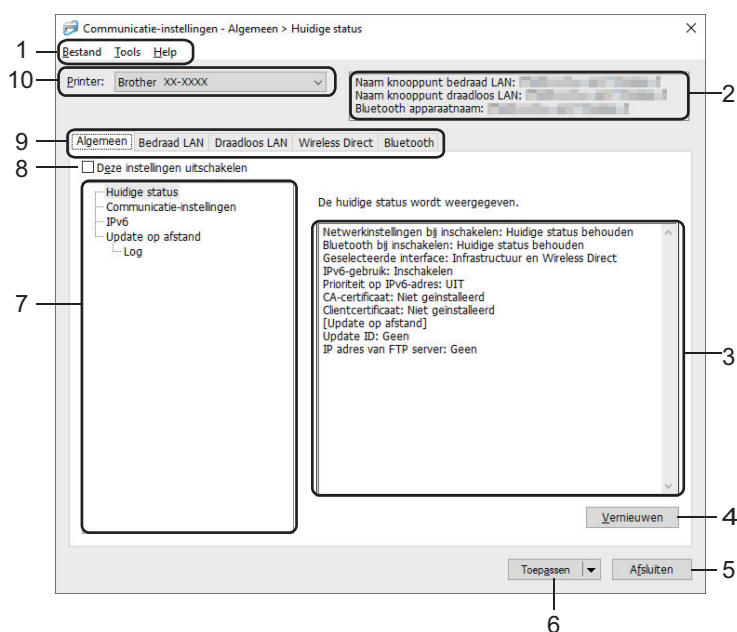 Communicatie-instellingen - Algemeen > Huidige status
1
Bestand Tools Help
10
Printer: Brother XX-XXXX
Naam knooppunt bedraad LAN:
Naam knooppunt draadloos LAN:
Bluetooth apparaatnaam:
2
9
Algemeen Bedraad LAN Draadloos LAN Wireless Direct Bluetooth
8
Deze instellingen uitschakelen
Huidige status
Communicatie-instellingen
IPv6
Update op afstand
Log
7
De huidige status wordt weergegeven.
Netwerkinstellingen bij inschakelen: Huidige status behouden
Bluetooth bij inschakelen: Huidige status behouden
Geselecteerde interface: Infrastructuur en Wireless Direct
IPv6-gebruik: Inschakelen
Prioriteit op IPv6-adres: UIT
CA-certificaat: Niet geïnstalleerd
Clientcertificaat: Niet geïnstalleerd
[Update op afstand]
Update ID: Geen
IP adres van FTP server: Geen
3
Vernieuwen
4
Toepassen
Afsluiten
5
6